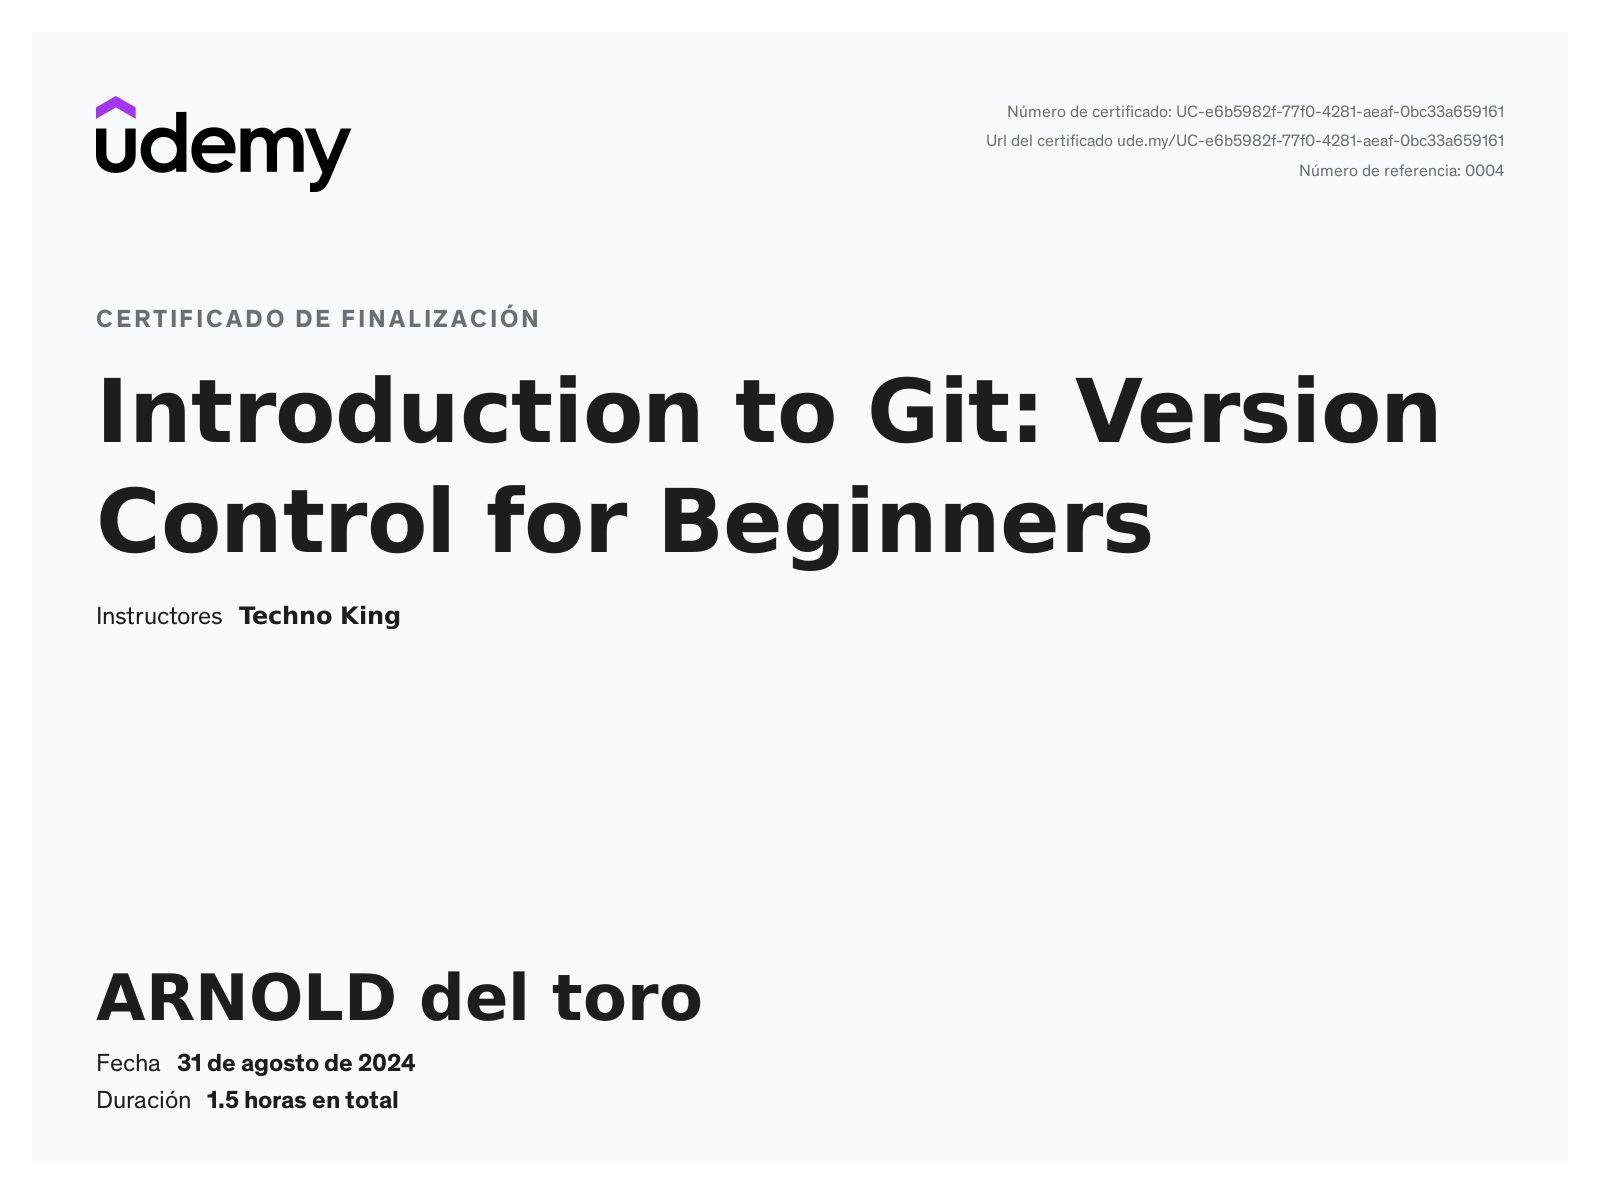 udemy
Número de certificado: UC-e6b5982f-77f0-4281-aeaf-0bc33a659161
Url del certificado ude.my/UC-e6b5982f-77f0-4281-aeaf-0bc33a659161
Número de referencia: 0004
CERTIFICADO DE FINALIZACIÓN
Introduction to Git: Version
Control for Beginners
Instructores Techno King
ARNOLD del toro
Fecha 31 de agosto de 2024
Duración 1.5 horas en total